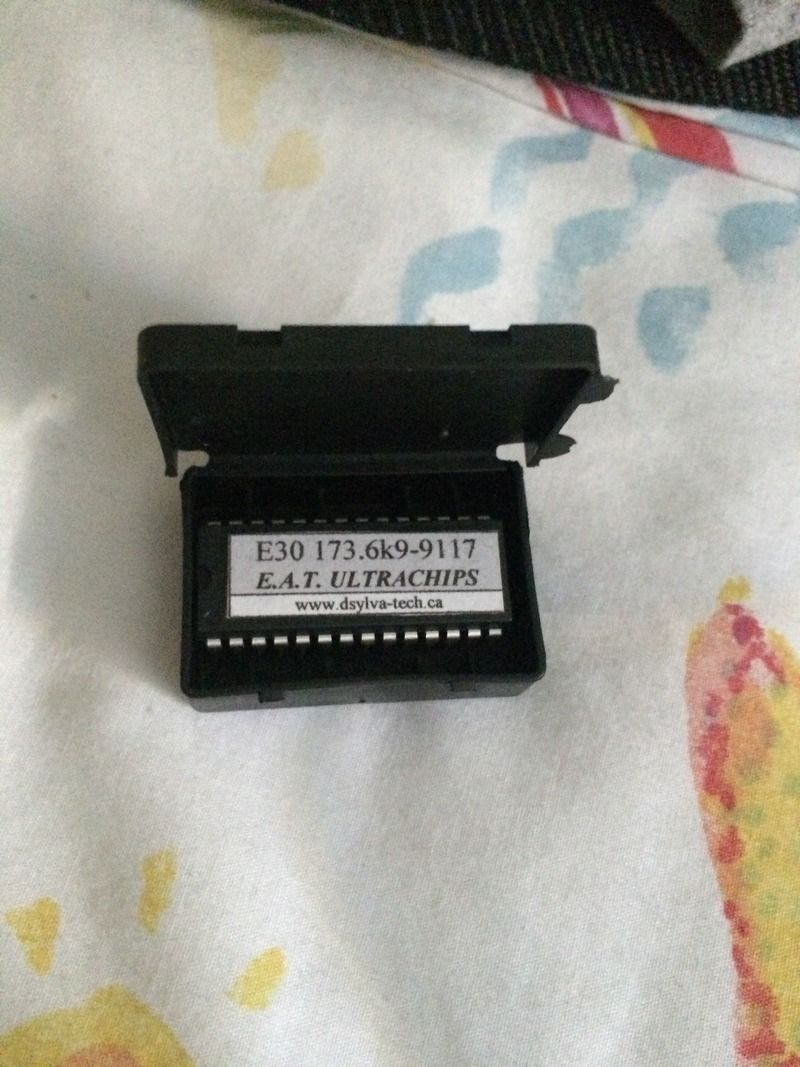 E30 173.6k9-9117
E.A.T. ULTRACHIPS
www.dsylva-tech.ca